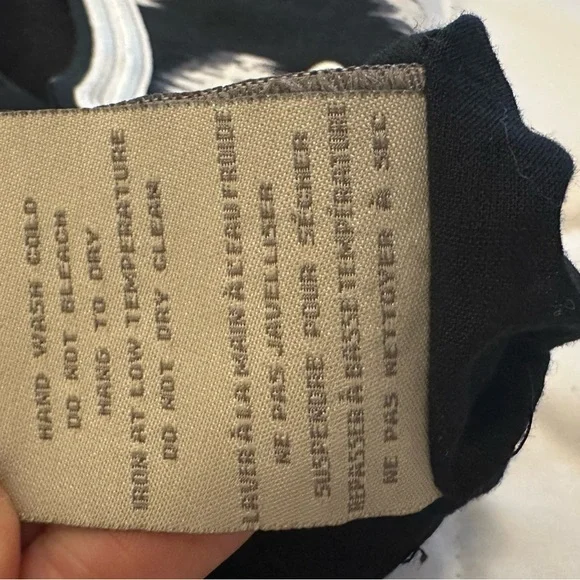 HAND WASH COLD
DO NOT BLEACH
HANG TO DRY
IRON AT LOW TEMPERATURE
DO NOT DRY CLEAN
LAVER À LA MAIN À L'EAU FROIDE
NE PAS JAVELLISER
SUSPENDRE POUR SÉCHER
REPASSER À BASSE TEMPÉRATURE
NE PAS NETTOYER À SEC